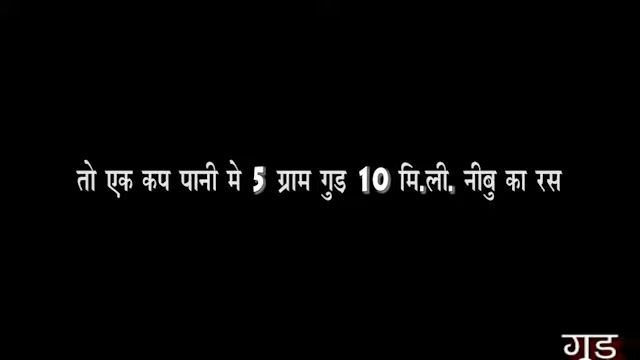 तो एक कप पानी मे 5 ग्राम गुड 10 मि.ली. नीबु का रस
गुड